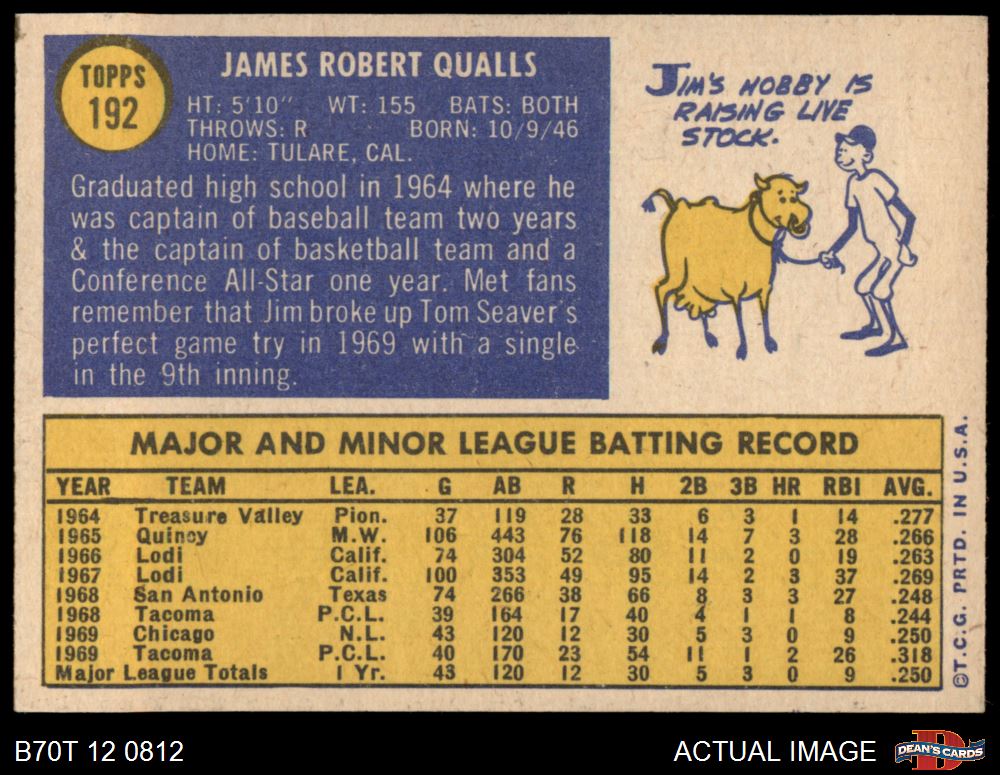 TOPPS
192
JAMES ROBERT QUALLS
HT: 5'10" WT: 155 BATS: BOTH
THROWS: R BORN: 10/9/46
HOME: TULARE, CAL.
Graduated high school in 1964 where he
was captain of baseball team two years
& the captain of basketball team and a
Conference All-Star one year. Met fans
remember that Jim broke up Tom Seaver's
perfect game try in 1969 with a single
in the 9th inning.
JIM'S HOBBY IS
RAISING LIVE
STOCK.
MAJOR AND MINOR LEAGUE BATTING RECORD
YEAR TEAM LEA. G AB R H 2B 3B HR RBI AVG.
1964 Treasure Valley Pion. 37 119 28 33 6 3 1 14 .277
1965 Quincy M.W. 106 443 76 118 14 7 3 28 .266
1966 Lodi Calif. 74 304 52 80 11 2 0 19 .263
1967 Lodi Calif. 100 353 49 95 14 2 3 37 .269
1968 San Antonio Texas 74 266 38 66 8 3 3 27 .248
1968 Tacoma P.C.L. 39 164 17 40 4 1 1 8 .244
1969 Chicago N.L. 43 120 12 30 5 3 0 9 .250
1969 Tacoma P.C.L. 40 170 23 54 11 1 2 26 .318
Major League Totals 1 Yr. 43 120 12 30 5 3 0 9 .250
©T.C.G. PRTD. IN U.S.A.
B70T 12 0812
ACTUAL IMAGE
B
DEAN'S CARDS